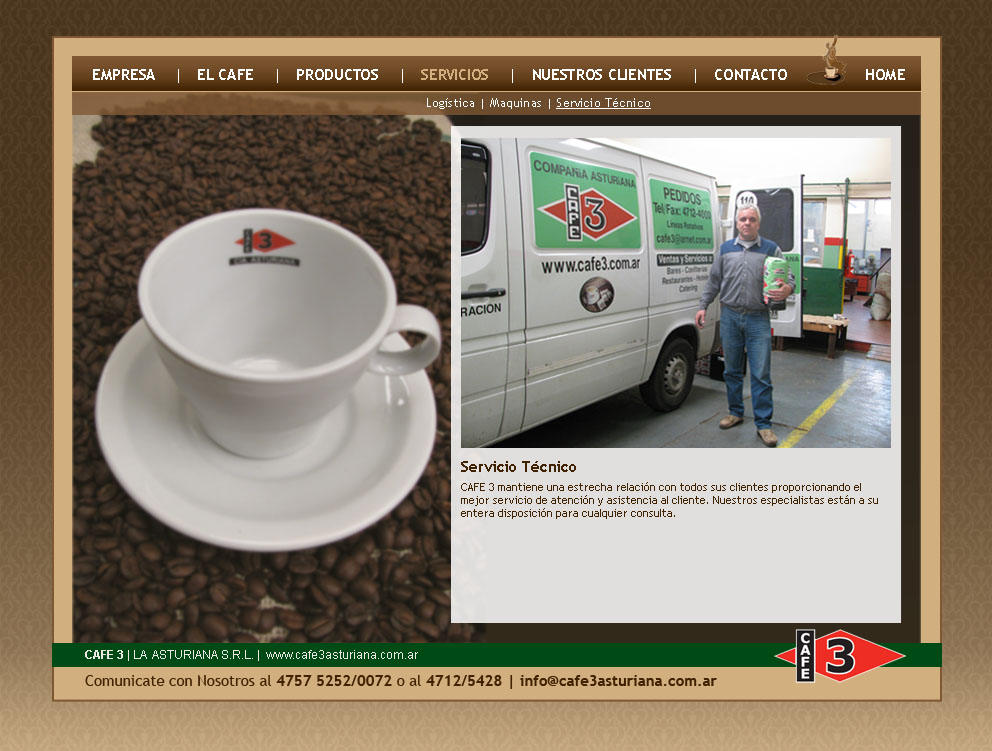 EMPRESA | EL CAFE | PRODUCTOS | SERVICIOS | NUESTROS CLIENTES | CONTACTO HOME
Logística | Maquinas | Servicio Técnico
CAFE 3
CIA ASTURIANA
COMPAÑIA ASTURIANA
CAFE 3
www.cafe3.com.ar
RACION
PEDIDOS
Tel/Fax: 4712-4000
Lineas Rotativas
cafe3@arnet.com.ar
Ventas y Servicios a:
Bares - Confiterias
Restaurantes - Hoteles
Catering
110
Servicio Técnico
CAFE 3 mantiene una estrecha relación con todos sus clientes proporcionando el
mejor servicio de atención y asistencia al cliente. Nuestros especialistas están a su
entera disposición para cualquier consulta.
CAFE 3 | LA ASTURIANA S.R.L. | www.cafe3asturiana.com.ar
CAFE 3
Comunicate con Nosotros al 4757 5252/0072 o al 4712/5428 | info@cafe3asturiana.com.ar